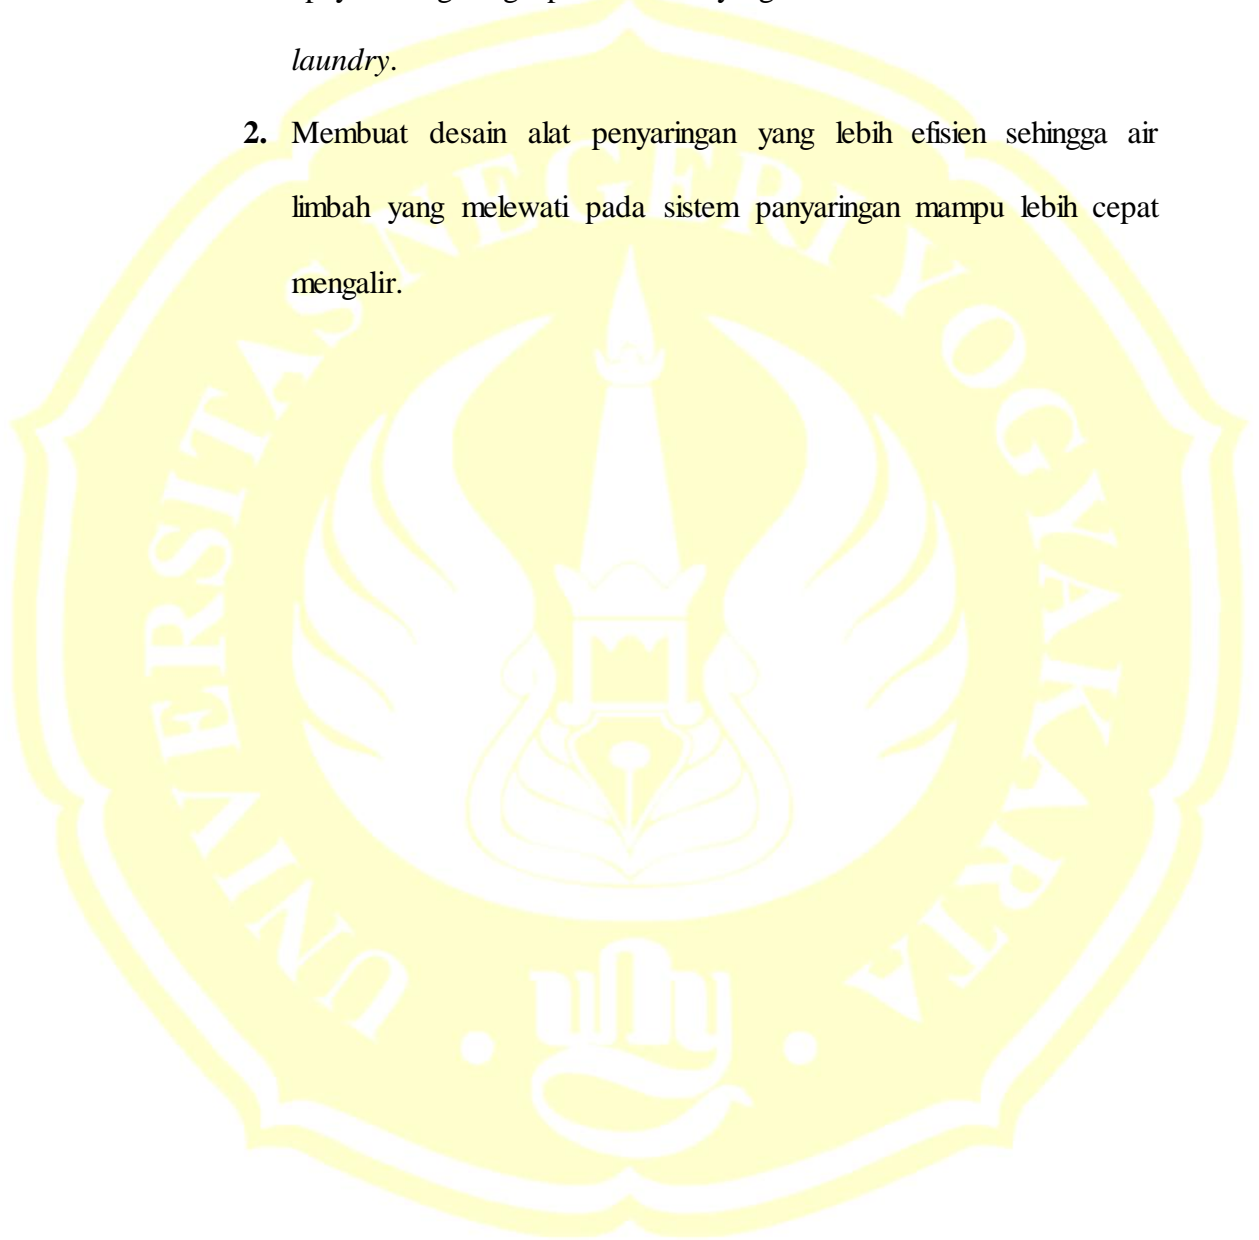 laundry.
2. Membuat desain alat penyaringan yang lebih efisien sehingga air
limbah yang melewati pada sistem panyaringan mampu lebih cepat
mengalir.
UNIVERSITAS NEGERI YOGYAKARTA
uny